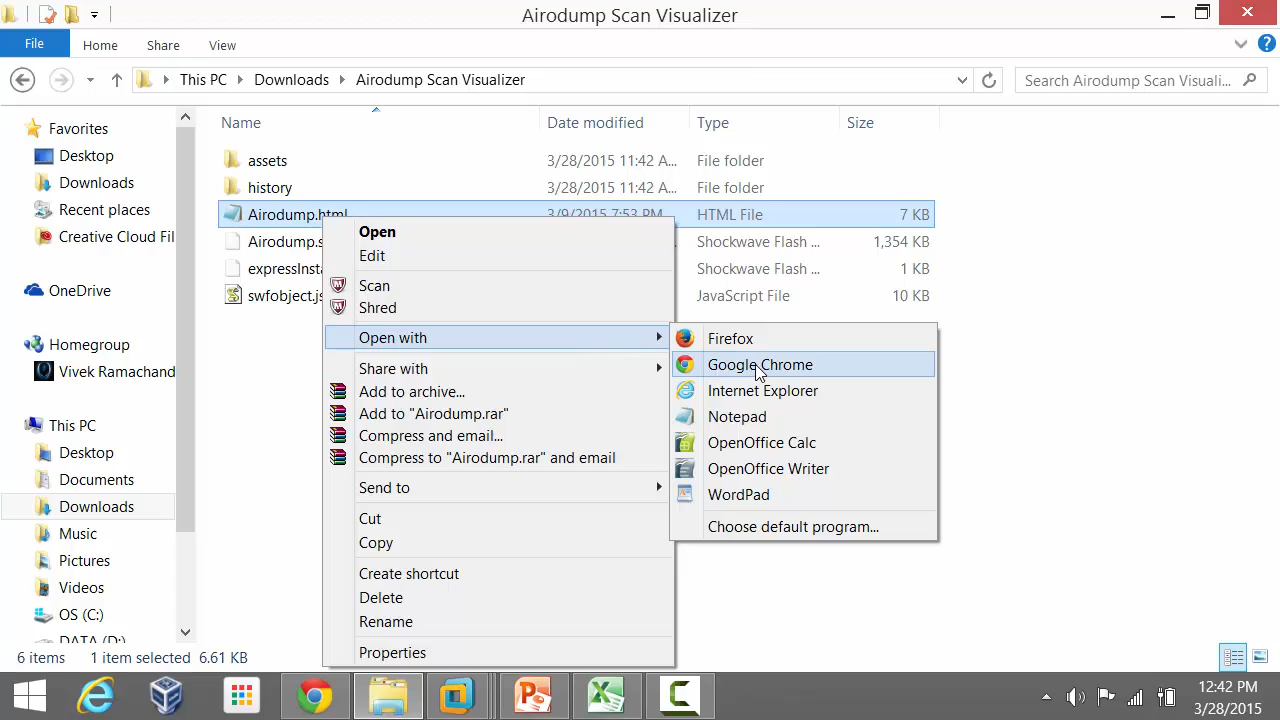 Airodump Scan Visualizer
File Home Share View
This PC Downloads Airodump Scan Visualizer
Search Airodump Scan Visuali...
Name Date modified Type Size
Favorites
Desktop
Downloads
Recent places
Creative Cloud Fil
OneDrive
Homegroup
Vivek Ramachand
This PC
Desktop
Documents
Downloads
Music
Pictures
Videos
OS (C:)
DATA (D:)
assets 3/28/2015 11:42 A... File folder
history 3/28/2015 11:42 A... File folder
Airodump.html 3/9/2015 7:53 PM HTML File 7 KB
Airodump.s Shockwave Flash ... 1,354 KB
expressInsta Shockwave Flash ... 1 KB
swfobject.js JavaScript File 10 KB
Open
Edit
Scan
Shred
Open with
Share with
Add to archive...
Add to "Airodump.rar"
Compress and email...
Compress to "Airodump.rar" and email
Send to
Cut
Copy
Create shortcut
Delete
Rename
Properties
Firefox
Google Chrome
Internet Explorer
Notepad
OpenOffice Calc
OpenOffice Writer
WordPad
Choose default program...
6 items 1 item selected 6.61 KB
12:42 PM
3/28/2015